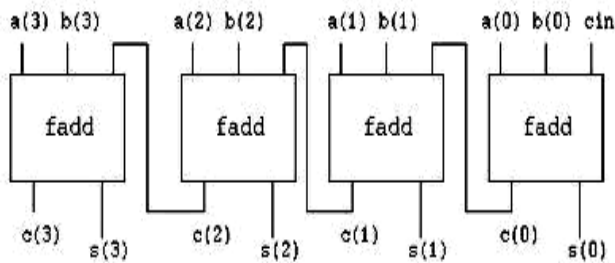 a(3) b(3) a(2) b(2) a(1) b(1) a(0) b(0) cin
fadd fadd fadd fadd
c(3) c(2) c(1) c(0)
s(3) s(2) s(1) s(0)